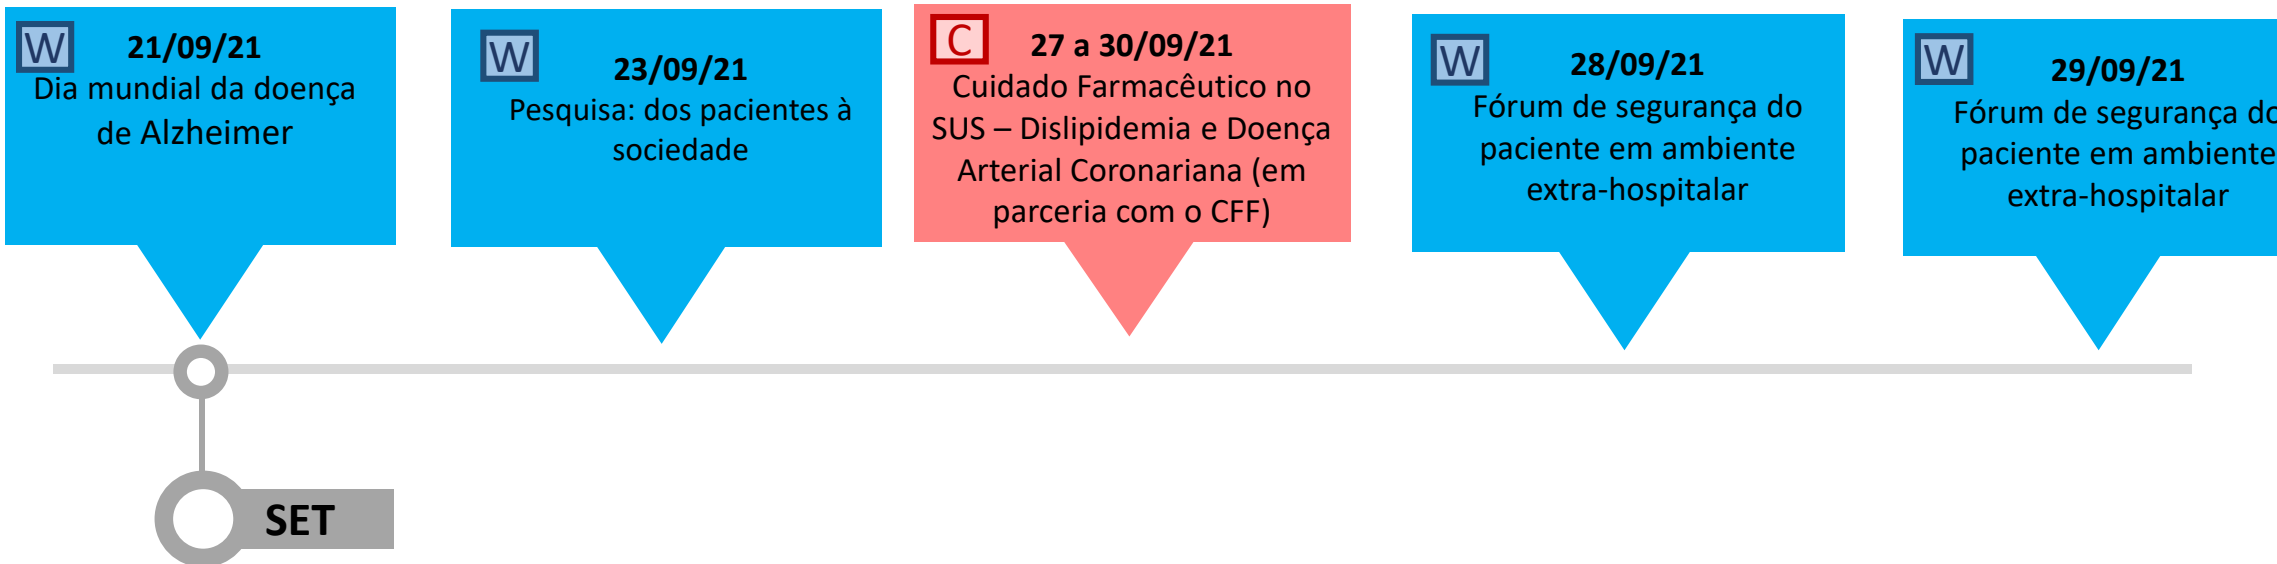 W
21/09/21
Dia mundial da doença
de Alzheimer
W
23/09/21
Pesquisa: dos pacientes à
sociedade
C
27 a 30/09/21
Cuidado Farmacêutico no
SUS – Dislipidemia e Doença
Arterial Coronariana (em
parceria com o CFF)
W
28/09/21
Fórum de segurança do
paciente em ambiente
extra-hospitalar
W
29/09/21
Fórum de segurança do
paciente em ambiente
extra-hospitalar
SET